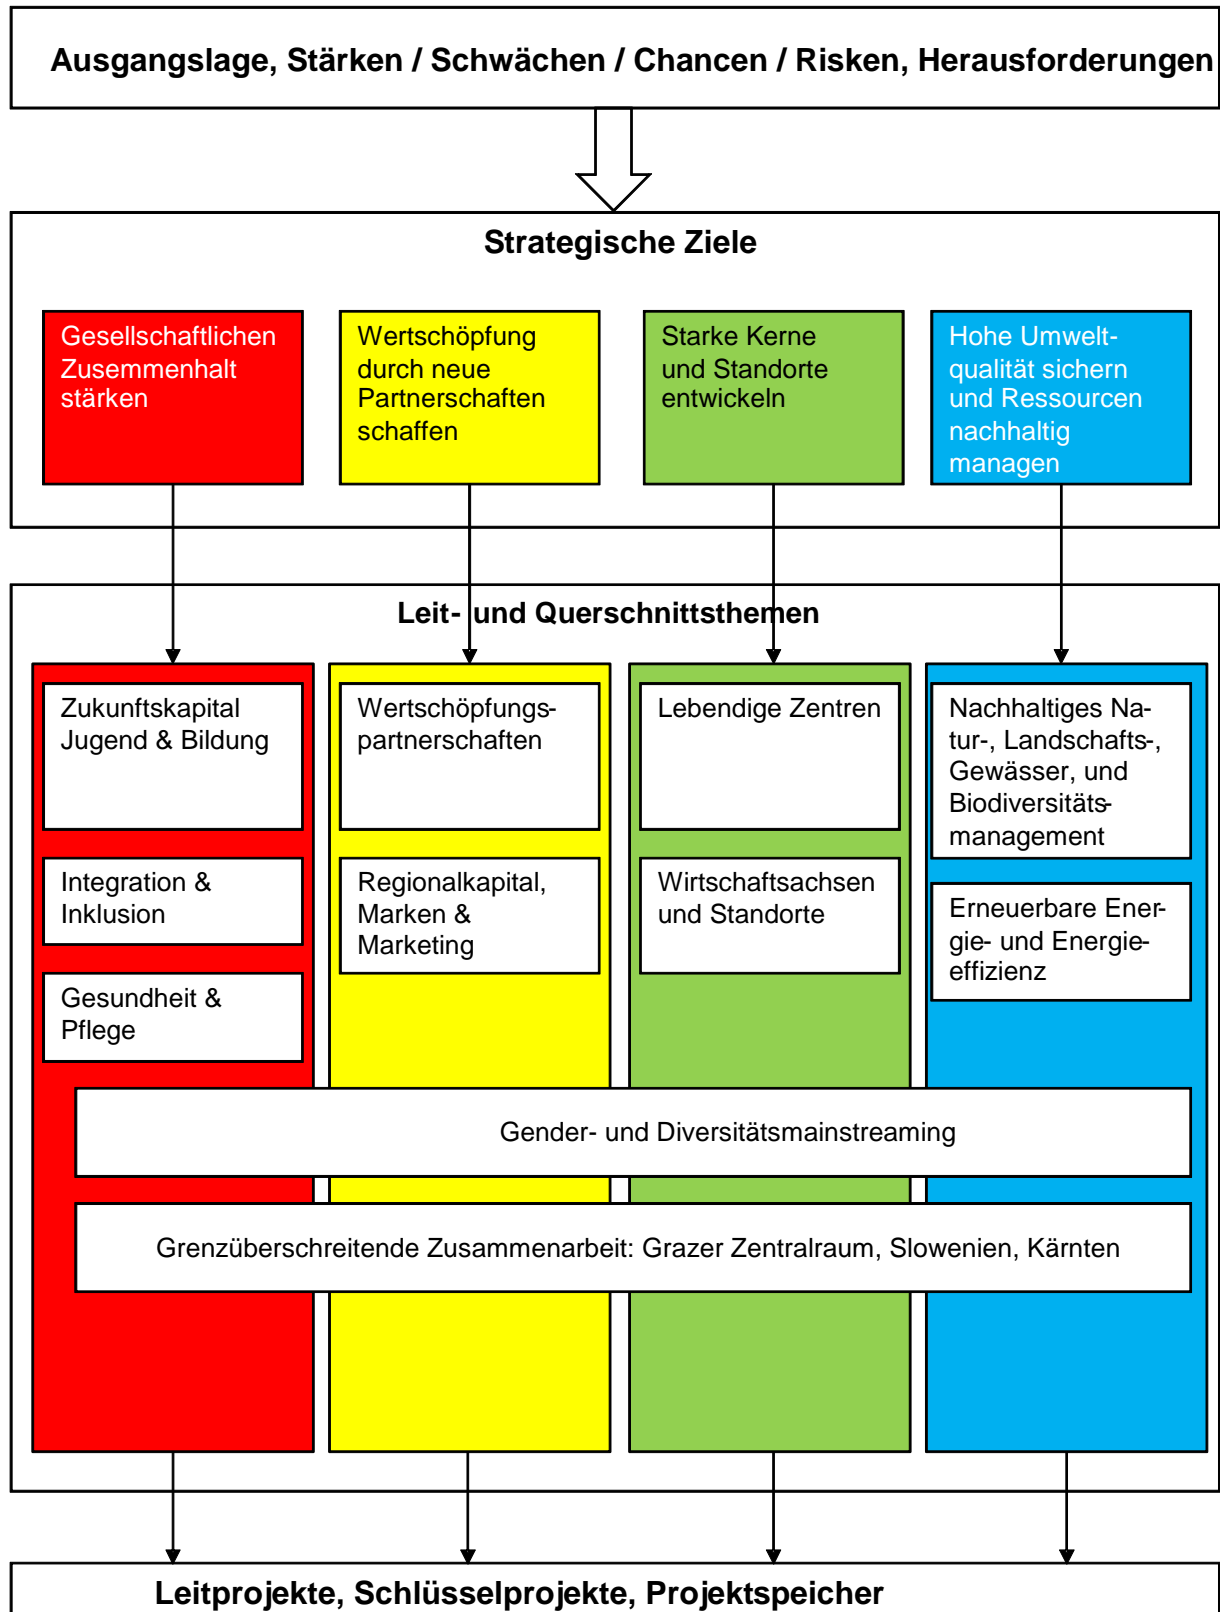 Ausgangslage, Stärken / Schwächen / Chancen / Risken, Herausforderungen
Strategische Ziele
Gesellschaftlichen
Zusemmenhalt
stärken
Wertschöpfung
durch neue
Partnerschaften
schaffen
Starke Kerne
und Standorte
entwickeln
Hohe Umwelt-
qualität sichern
und Ressourcen
nachhaltig
managen
Leit- und Querschnittsthemen
Zukunftskapital
Jugend & Bildung
Integration &
Inklusion
Gesundheit &
Pflege
Wertschöpfungs-
partnerschaften
Regionalkapital,
Marken &
Marketing
Lebendige Zentren
Wirtschaftsachsen
und Standorte
Nachhaltiges Na-
tur-, Landschafts-,
Gewässer, und
Biodiversitäts-
management
Erneuerbare Ener-
gie- und Energie-
effizienz
Gender- und Diversitätsmainstreaming
Grenzüberschreitende Zusammenarbeit: Grazer Zentralraum, Slowenien, Kärnten
Leitprojekte, Schlüsselprojekte, Projektspeicher